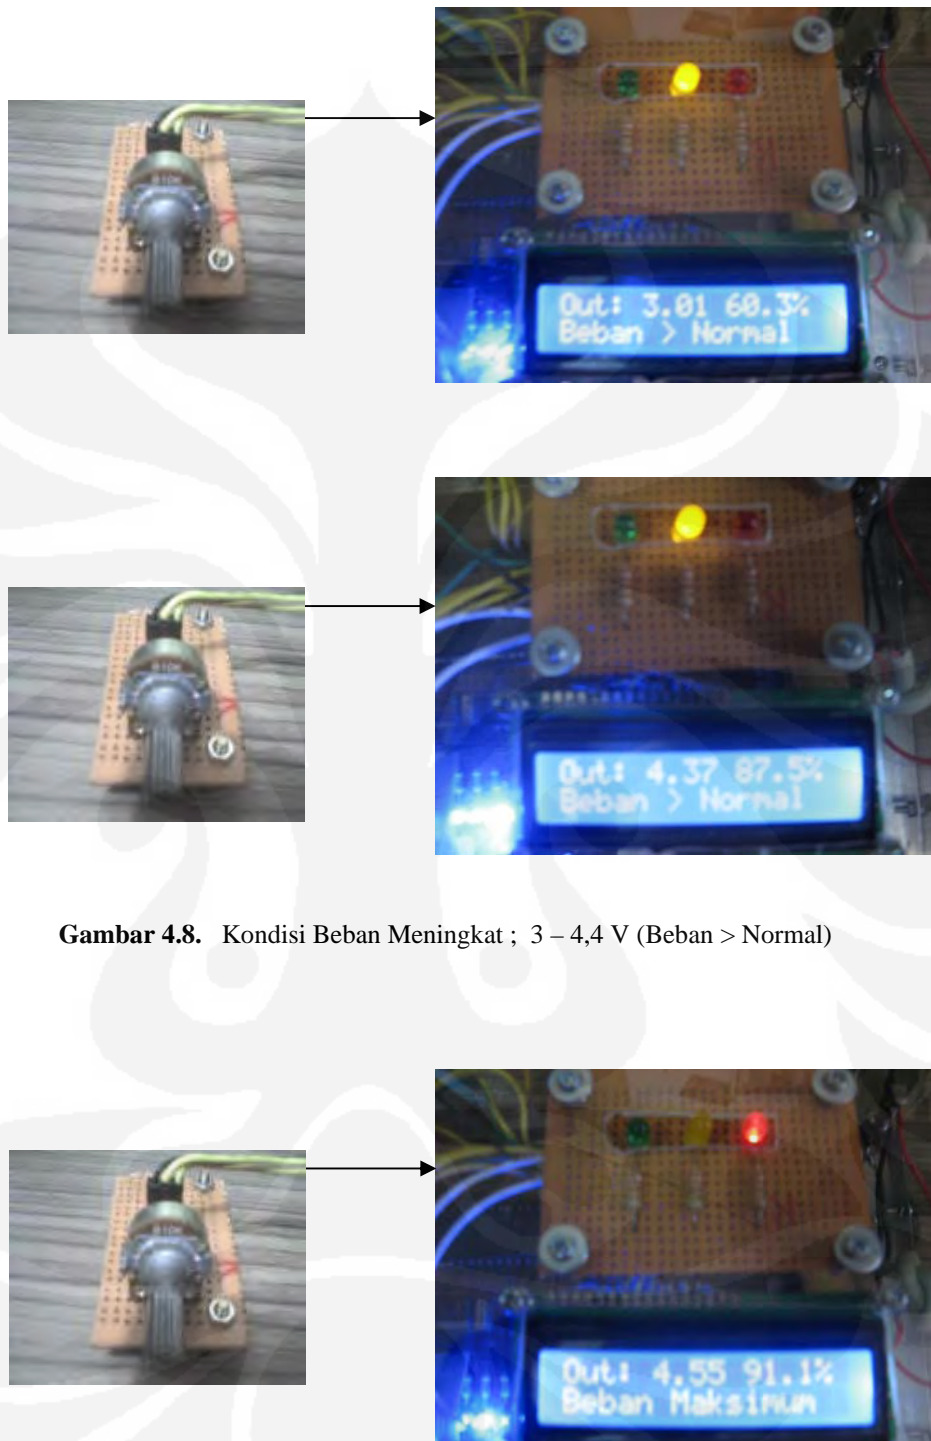 Out: 3.01 60.3%
Beban > Normal
Out: 4.37 87.5%
Beban > Normal
Gambar 4.8. Kondisi Beban Meningkat ; 3 – 4,4 V (Beban > Normal)
Out: 4.55 91.1%
Beban Maksimum